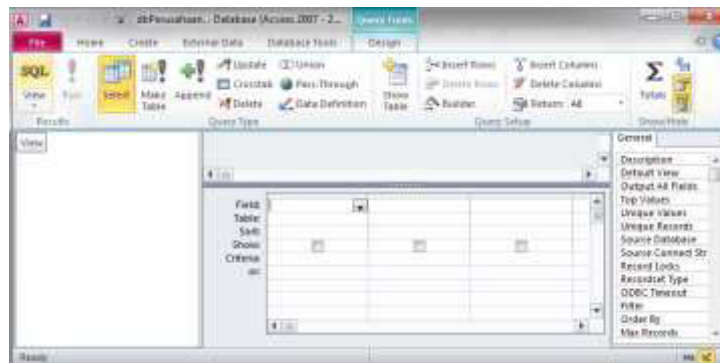 dbPerusahaan : Database (Access 2007 - 2...
Query Tools
File Home Create External Data Database Tools Design
SQL View
Run
Select
Make Table
Append
Update
Crosstab
Delete
Union
Pass-Through
Data Definition
Show Table
Insert Rows
Delete Rows
Builder
Insert Columns
Delete Columns
Return: All
Totals
Results Query Type Query Setup Show/Hide
View
Field:
Table:
Sort:
Show:
Criteria:
or:
General
Description
Default View
Output All Fields
Top Values
Unique Values
Unique Records
Source Database
Source Connect Str
Record Locks
Recordset Type
ODBC Timeout
Filter
Order By
Max Records
Ready